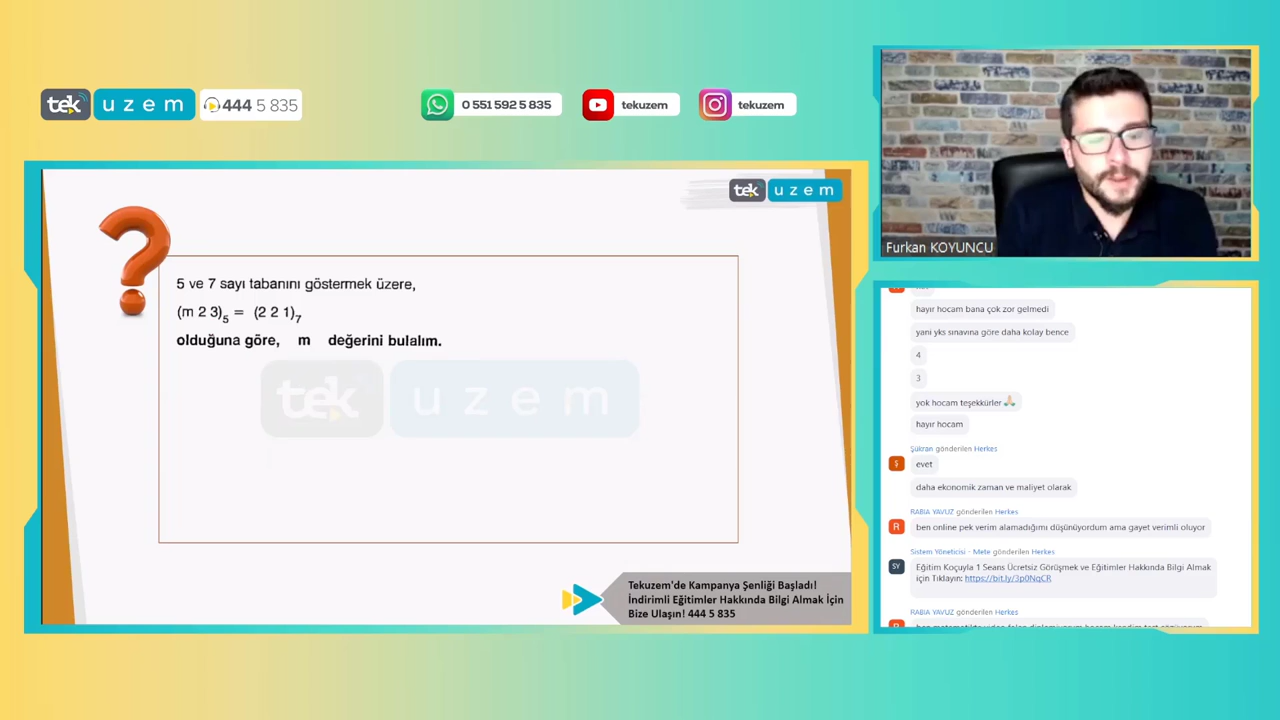 tek uzem 444 5 835
0 551 592 5 835
tekuzem
tekuzem
tek uzem
5 ve 7 sayı tabanını göstermek üzere,
(m 2 3)5 = (2 2 1)7
olduğuna göre, m değerini bulalım.
tek uzem
Tekuzem'de Kampanya Şenliği Başladı!
İndirimli Eğitimler Hakkında Bilgi Almak İçin
Bize Ulaşın! 444 5 835
Furkan KOYUNCU
hayır hocam bana çok zor gelmedi
yani yks sınavına göre daha kolay bence
4
3
yok hocam teşekkürler 🙏🏼
hayır hocam
Şükran gönderilen Herkes
Ş
evet
daha ekonomik zaman ve maliyet olarak
RABIA YAVUZ gönderilen Herkes
R
ben online pek verim alamadığımı düşünüyordum ama gayet verimli oluyor
Sistem Yöneticisi - Mete gönderilen Herkes
SY
Eğitim Koçuyla 1 Seans Ücretsiz Görüşmek ve Eğitimler Hakkında Bilgi Almak
için Tıklayın: https://bit.ly/3p0NqCR
RABIA YAVUZ gönderilen Herkes